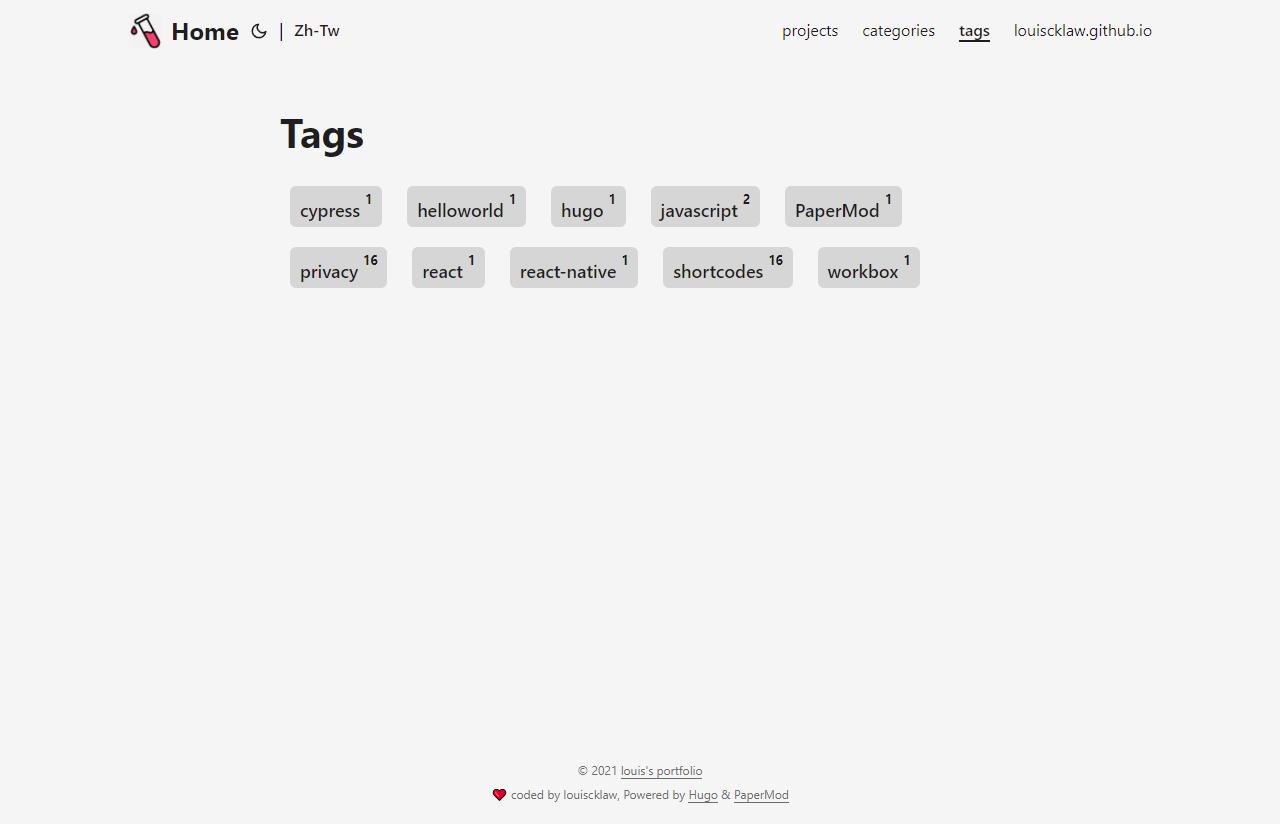 Home | Zh-Tw projects categories tags louiscklaw.github.io
Tags
cypress 1 helloworld 1 hugo 1 javascript 2 PaperMod 1
privacy 16 react 1 react-native 1 shortcodes 16 workbox 1
© 2021 louis's portfolio
coded by louiscklaw, Powered by Hugo & PaperMod